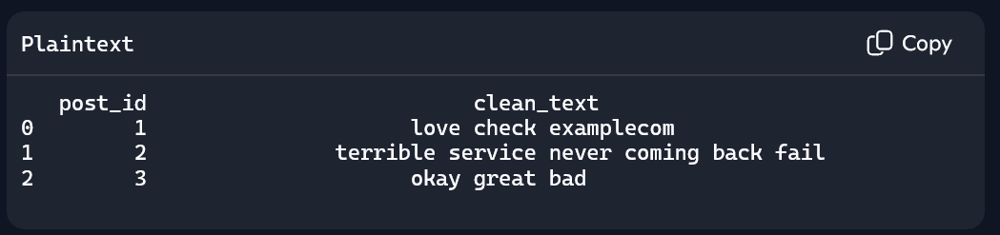 Plaintext Copy
post_id clean_text
0 1 love check examplecom
1 2 terrible service never coming back fail
2 3 okay great bad